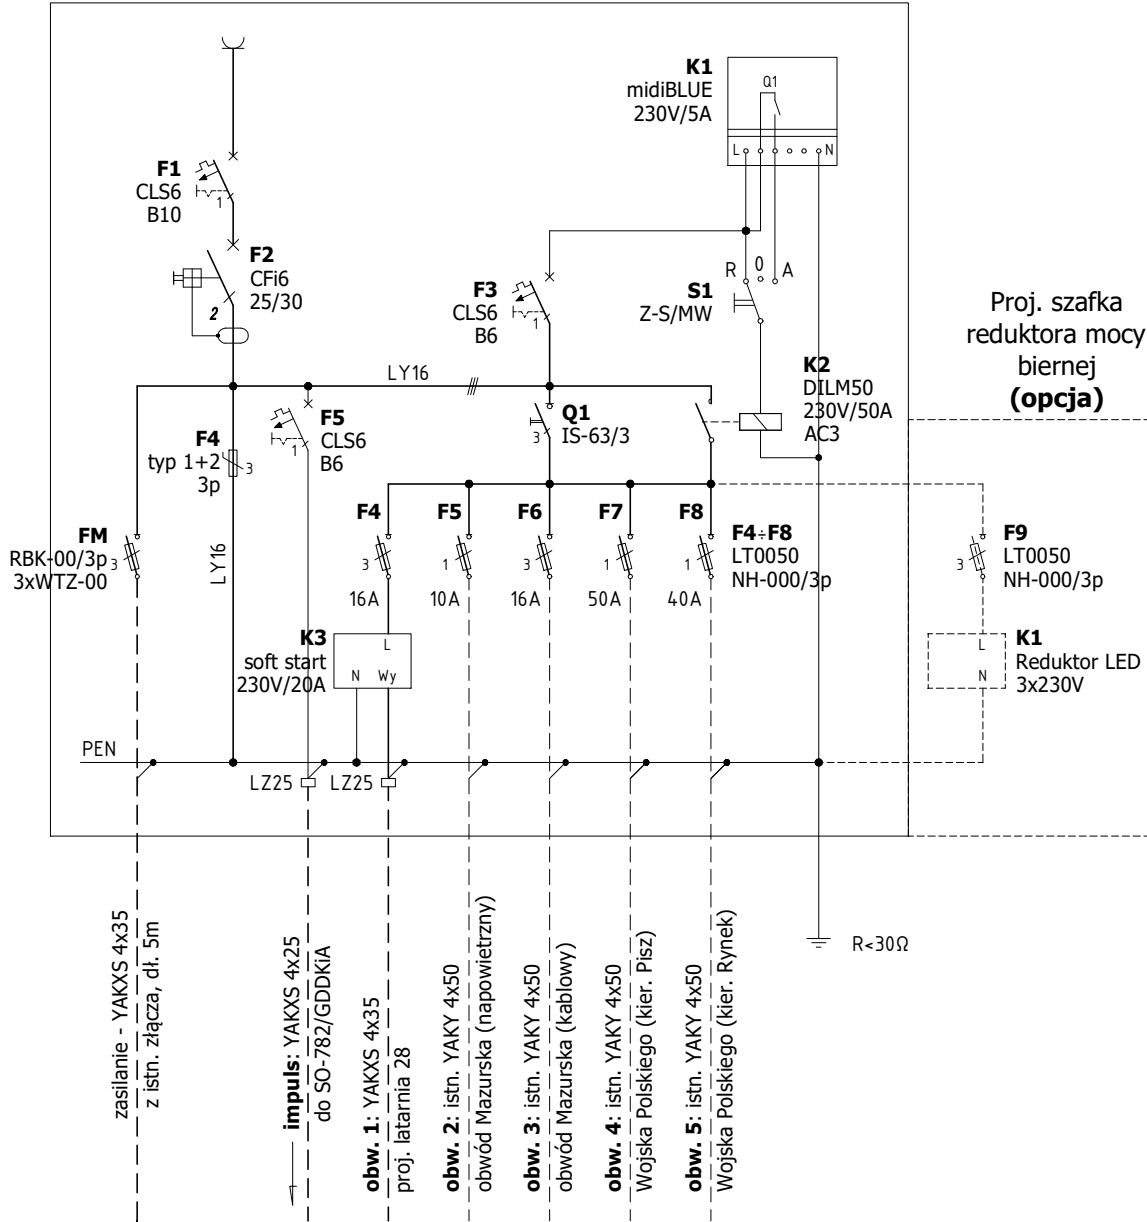 K1
midiBLUE
230V/5A
Q1
L
N
F1
CLS6
B10
1
F2
CFi6
25/30
2
F3
CLS6
B6
1
R
0
A
S1
Z-S/MW
Proj. szafka
reduktora mocy
biernej
(opcja)
K2
DILM50
230V/50A
AC3
LY16
F5
CLS6
B6
1
Q1
IS-63/3
3
F4
typ 1+2
3p
3
LY16
FM
RBK-00/3p
3xWTZ-00
3
F4
3
16A
F5
1
10A
F6
3
16A
F7
1
50A
F8
1
40A
F4÷F8
LT0050
NH-000/3p
F9
LT0050
NH-000/3p
3
K3
soft start
230V/20A
L
N
Wy
K1
Reduktor LED
3x230V
L
N
PEN
LZ25
LZ25
R<30Ω
zasilanie - YAKXS 4x35
z istn. złącza, dł. 5m
impuls: YAKXS 4x25
do SO-782/GDDKiA
obw. 1: YAKXS 4x35
proj. latarnia 28
obw. 2: istn. YAKY 4x50
obwód Mazurska (napowietrzny)
obw. 3: istn. YAKY 4x50
obwód Mazurska (kablowy)
obw. 4: istn. YAKY 4x50
Wojska Polskiego (kier. Pisz)
obw. 5: istn. YAKY 4x50
Wojska Polskiego (kier. Rynek)